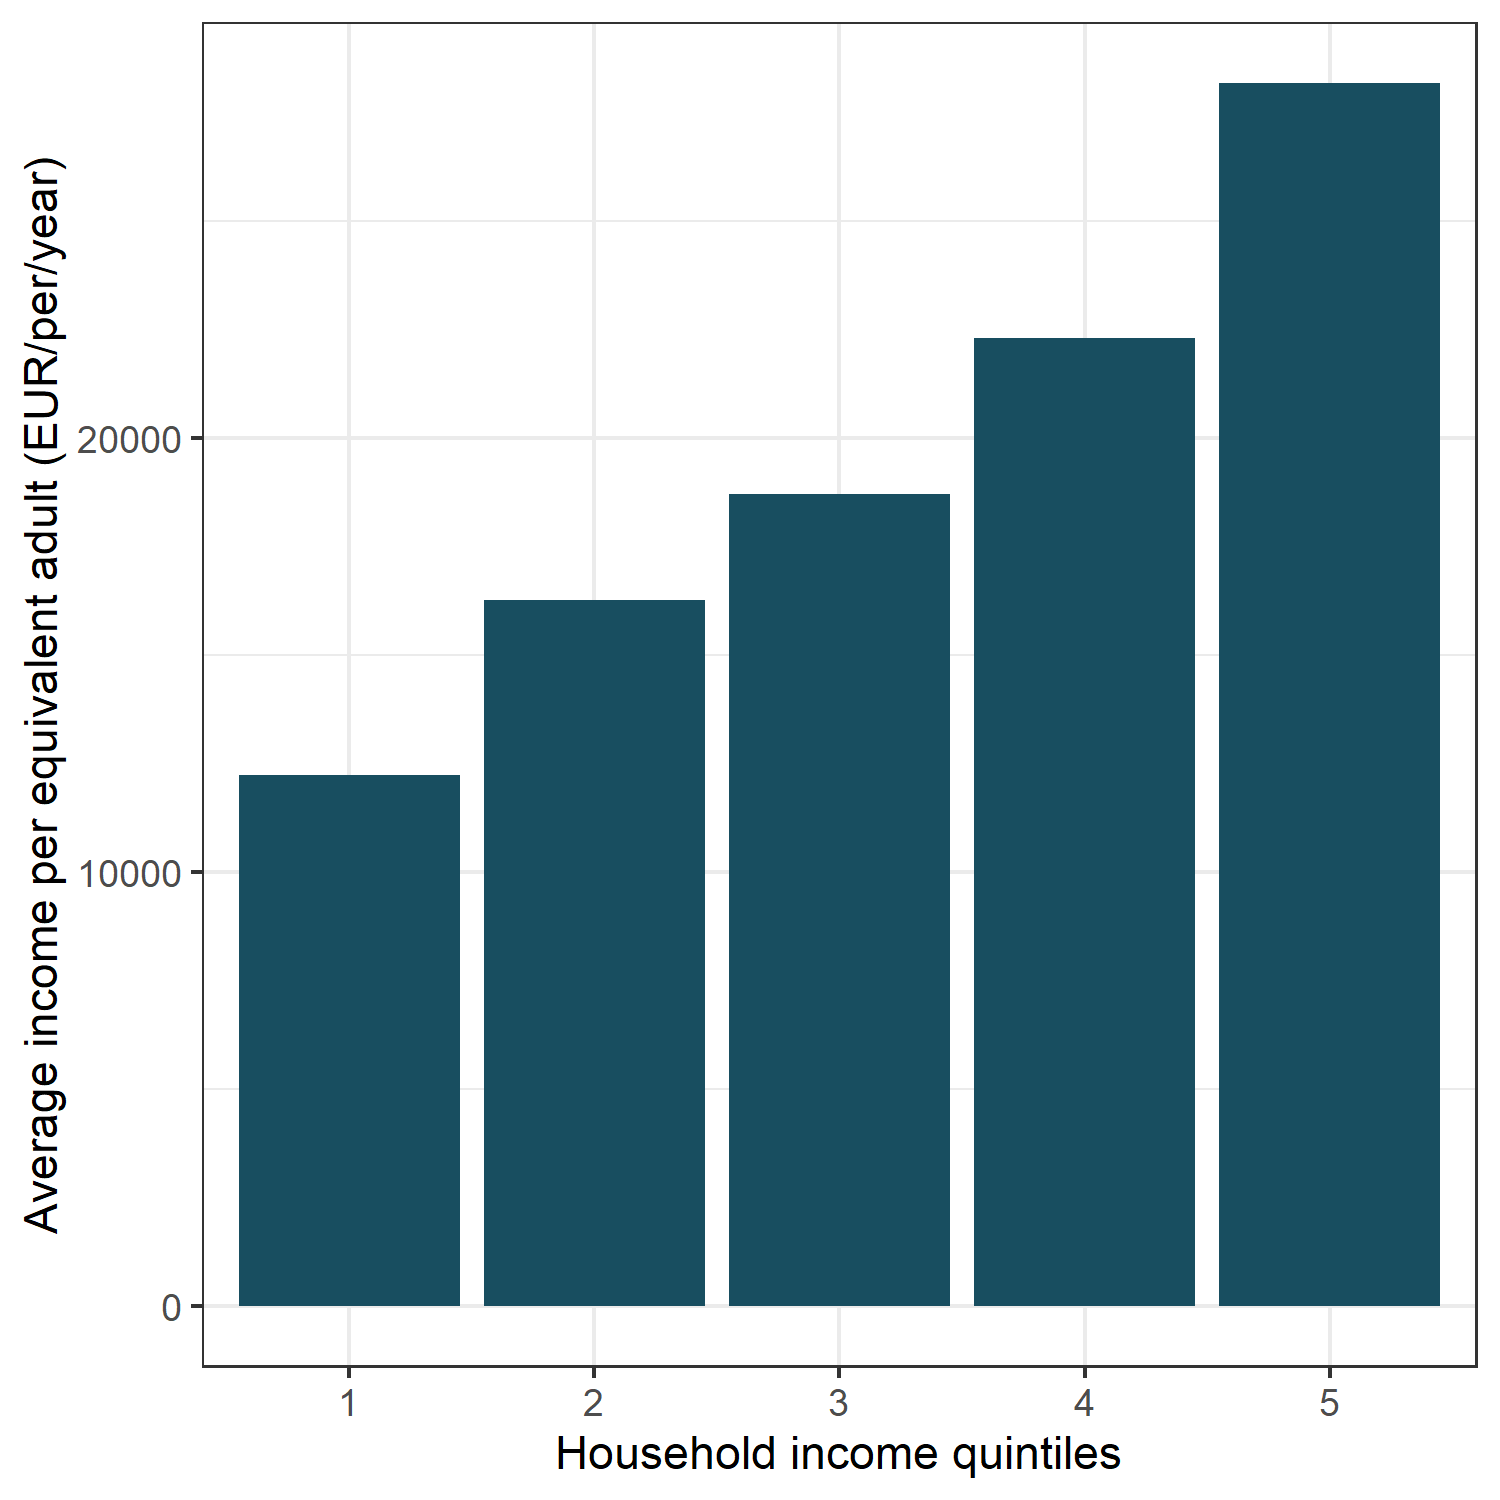 Average income per equivalent adult (EUR/per/year)
20000
10000
0
1 2 3 4 5
Household income quintiles